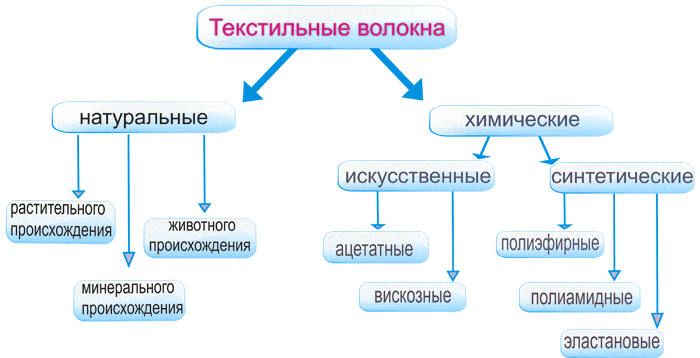 Текстильные волокна
натуральные
химические
растительного
происхождения
животного
происхождения
минерального
происхождения
искусственные
синтетические
ацетатные
вискозные
полиэфирные
полиамидные
эластановые